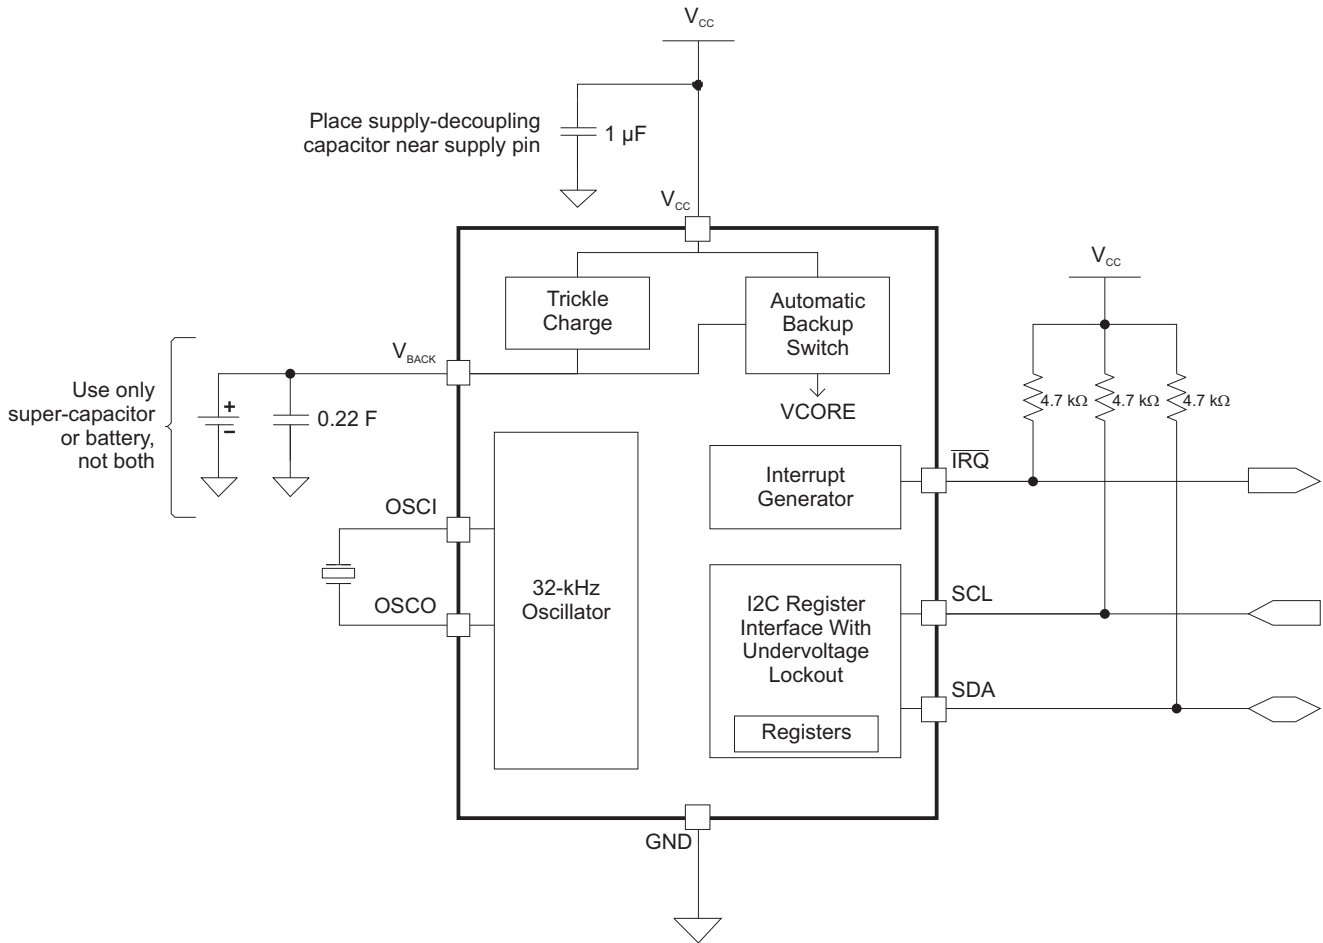 VCC
Place supply-decoupling
capacitor near supply pin
1 µF
VCC
VCC
Trickle
Charge
Automatic
Backup
Switch
VBACK
Use only
super-capacitor
or battery,
not both
+
–
0.22 F
VCORE
4.7 kΩ
4.7 kΩ
4.7 kΩ
IRQ
Interrupt
Generator
OSCI
OSCO
32-kHz
Oscillator
I2C Register
Interface With
Undervoltage
Lockout
SCL
SDA
Registers
GND